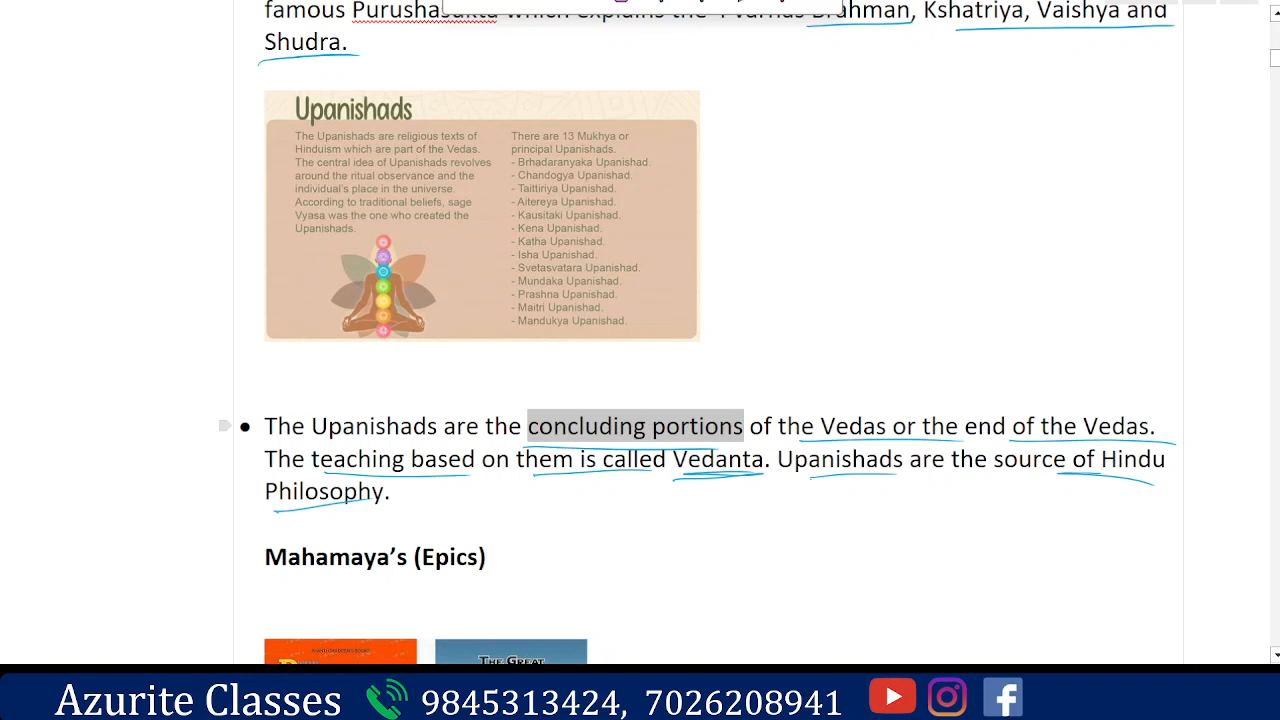 famous Purushasukta which explains the 4 Varnas Brahman, Kshatriya, Vaishya and
Shudra.
Upanishads
The Upanishads are religious texts of
Hinduism which are part of the Vedas.
The central idea of Upanishads revolves
around the ritual observance and the
individual's place in the universe.
According to traditional beliefs, sage
Vyasa was the one who created the
Upanishads.
There are 13 Mukhya or
principal Upanishads.
- Brhadaranyaka Upanishad.
- Chandogya Upanishad.
- Taittiriya Upanishad.
- Aitereya Upanishad.
- Kausitaki Upanishad.
- Kena Upanishad.
- Katha Upanishad.
- Isha Upanishad.
- Svetasvatara Upanishad.
- Mundaka Upanishad.
- Prashna Upanishad.
- Maitri Upanishad.
- Mandukya Upanishad.
● The Upanishads are the concluding portions of the Vedas or the end of the Vedas.
The teaching based on them is called Vedanta. Upanishads are the source of Hindu
Philosophy.
Mahamaya's (Epics)
THE GREAT
Azurite Classes 9845313424, 7026208941